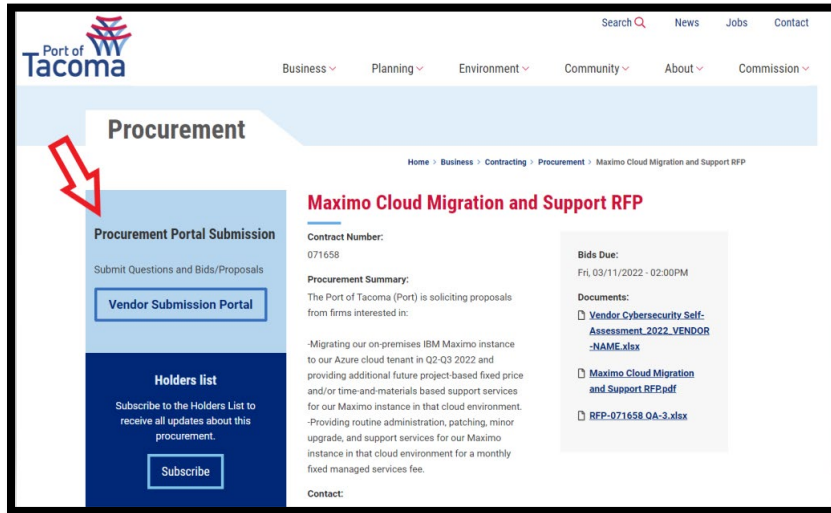 Port of
Tacoma
Search
News
Jobs
Contact
Business
Planning
Environment
Community
About
Commission
Procurement
Home > Business > Contracting > Procurement > Maximo Cloud Migration and Support RFP
Procurement Portal Submission
Submit Questions and Bids/Proposals
Vendor Submission Portal
Holders list
Subscribe to the Holders List to
receive all updates about this
procurement.
Subscribe
Maximo Cloud Migration and Support RFP
Contract Number:
071658
Procurement Summary:
The Port of Tacoma (Port) is soliciting proposals
from firms interested in:
-Migrating our on-premises IBM Maximo instance
to our Azure cloud tenant in Q2-Q3 2022 and
providing additional future project-based fixed price
and/or time-and-materials based support services
for our Maximo instance in that cloud environment.
-Providing routine administration, patching, minor
upgrade, and support services for our Maximo
instance in that cloud environment for a monthly
fixed managed services fee.
Contact:
Bids Due:
Fri, 03/11/2022 - 02:00PM
Documents:
Vendor Cybersecurity Self-
Assessment_2022_VENDOR
-NAME.xlsx
Maximo Cloud Migration
and Support RFP.pdf
RFP-071658 QA-3.xlsx